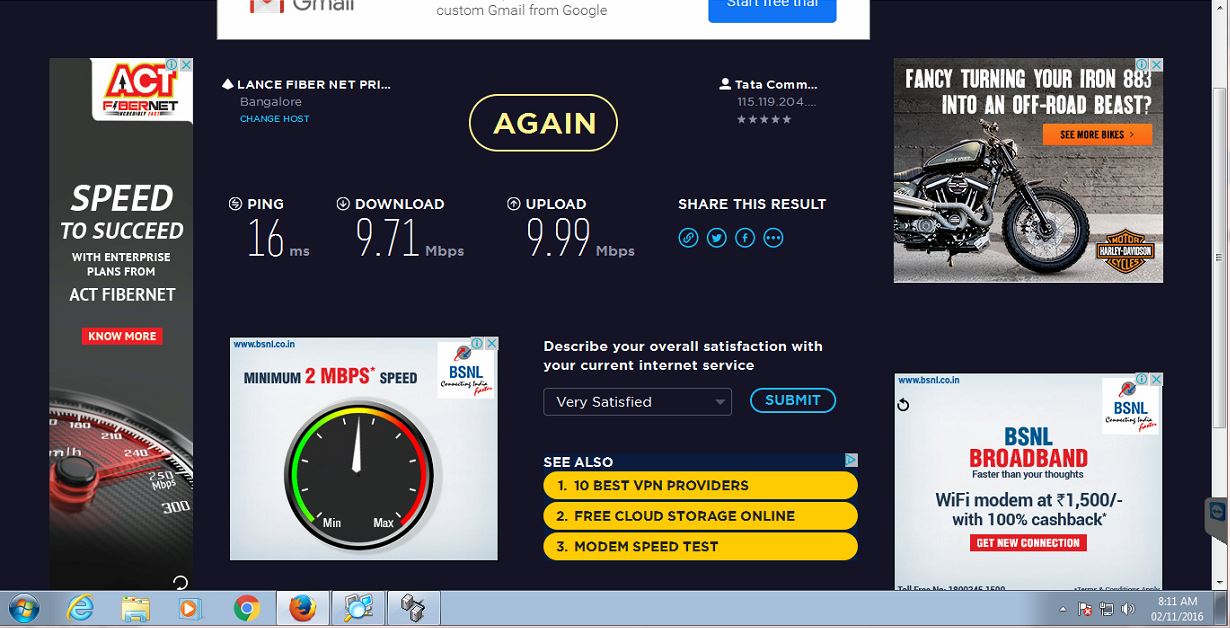 Gmail
custom Gmail from Google
Start free trial
ACT
FIBERNET
INCREDIBLY FAST
SPEED
TO SUCCEED
WITH ENTERPRISE
PLANS FROM
ACT FIBERNET
KNOW MORE
180
210
240
250
Mbps
300
LANCE FIBER NET PRI...
Bangalore
CHANGE HOST
AGAIN
Tata Comm...
115.119.204....
PING
16 ms
DOWNLOAD
9.71 Mbps
UPLOAD
9.99 Mbps
SHARE THIS RESULT
FANCY TURNING YOUR IRON 883
INTO AN OFF-ROAD BEAST?
SEE MORE BIKES >
MOTOR
HARLEY-DAVIDSON
CYCLES
www.bsnl.co.in
MINIMUM 2 MBPS* SPEED
BSNL
Connecting India
Faster
Min
Max
Describe your overall satisfaction with
your current internet service
Very Satisfied
SUBMIT
SEE ALSO
1. 10 BEST VPN PROVIDERS
2. FREE CLOUD STORAGE ONLINE
3. MODEM SPEED TEST
www.bsnl.co.in
BSNL
Connecting India
Faster
BSNL
BROADBAND
Faster than your thoughts
WiFi modem at ₹1,500/-
with 100% cashback*
GET NEW CONNECTION
Toll Free No- 1800345 1500
*Terms & Conditions Apply
8:11 AM
02/11/2016